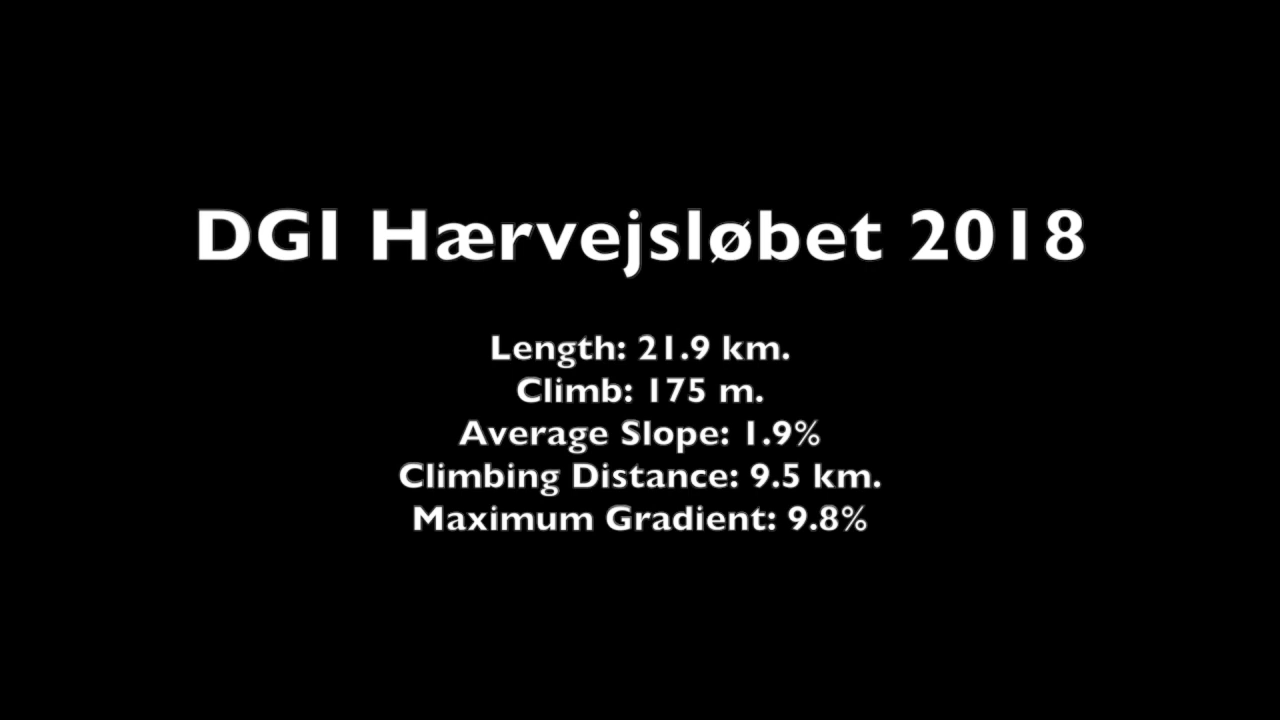 DGI Hærvejsløbet 2018
Length: 21.9 km.
Climb: 175 m.
Average Slope: 1.9%
Climbing Distance: 9.5 km.
Maximum Gradient: 9.8%